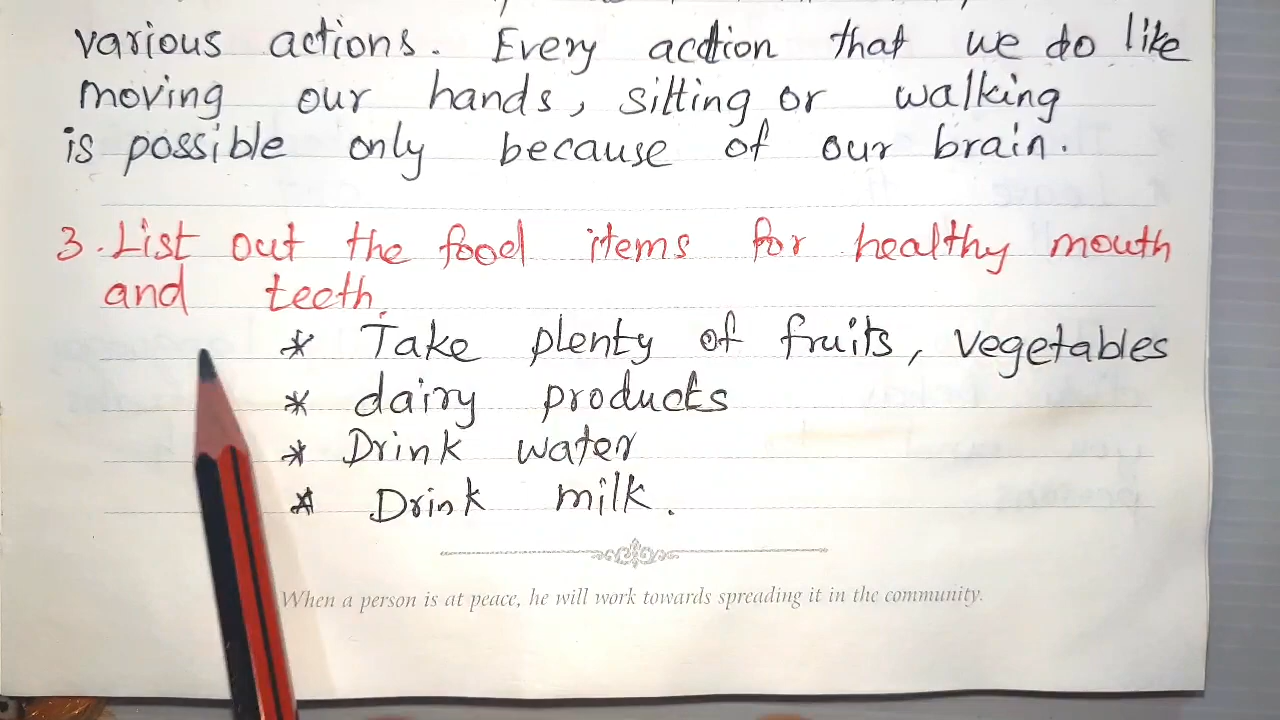 various actions. Every action that we do like
moving our hands, sitting or walking
is possible only because of our brain.
3. List out the food items for healthy mouth
and teeth.
* Take plenty of fruits, vegetables
* dairy products
* Drink water
* Drink milk.
When a person is at peace, he will work towards spreading it in the community.